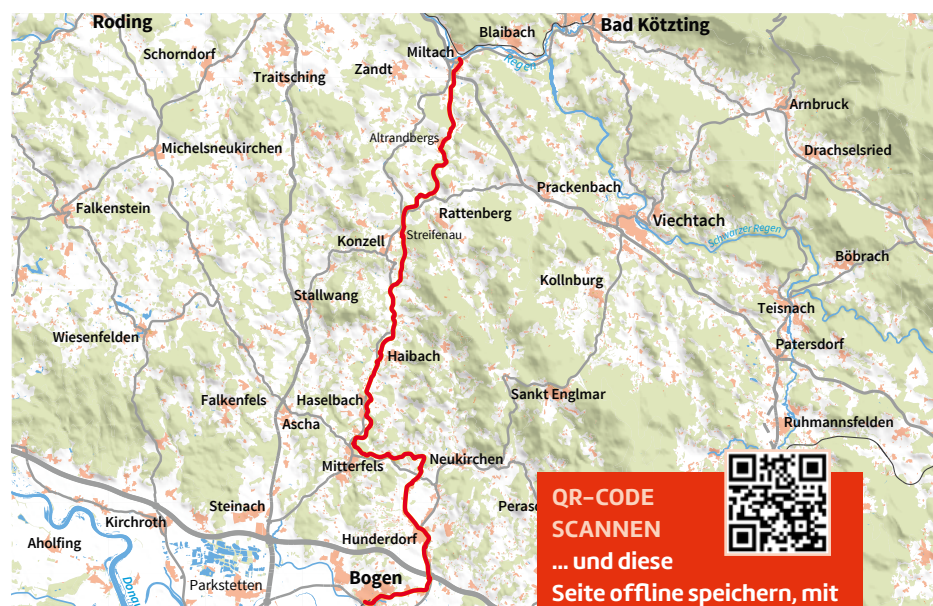 Roding
Blaibach
Bad Kötzting
Miltach
Schorndorf
Regen
Zandt
Traitsching
Arnbruck
Altrandbergs
Michelsneukirchen
Drachselsried
Prackenbach
Falkenstein
Rattenberg
Viechtach
Schwarzer Regen
Streifenau
Konzell
Böbrach
Kollnburg
Stallwang
Teisnach
Wiesenfelden
Patersdorf
Haibach
Sankt Englmar
Falkenfels
Haselbach
Ascha
Ruhmannsfelden
Mitterfels
Neukirchen
QR–CODE
SCANNEN
... und diese
Seite offline speichern, mit
Steinach
Peraso
Kirchroth
Hunderdorf
Aholfing
Bogen
Parkstetten
Donau